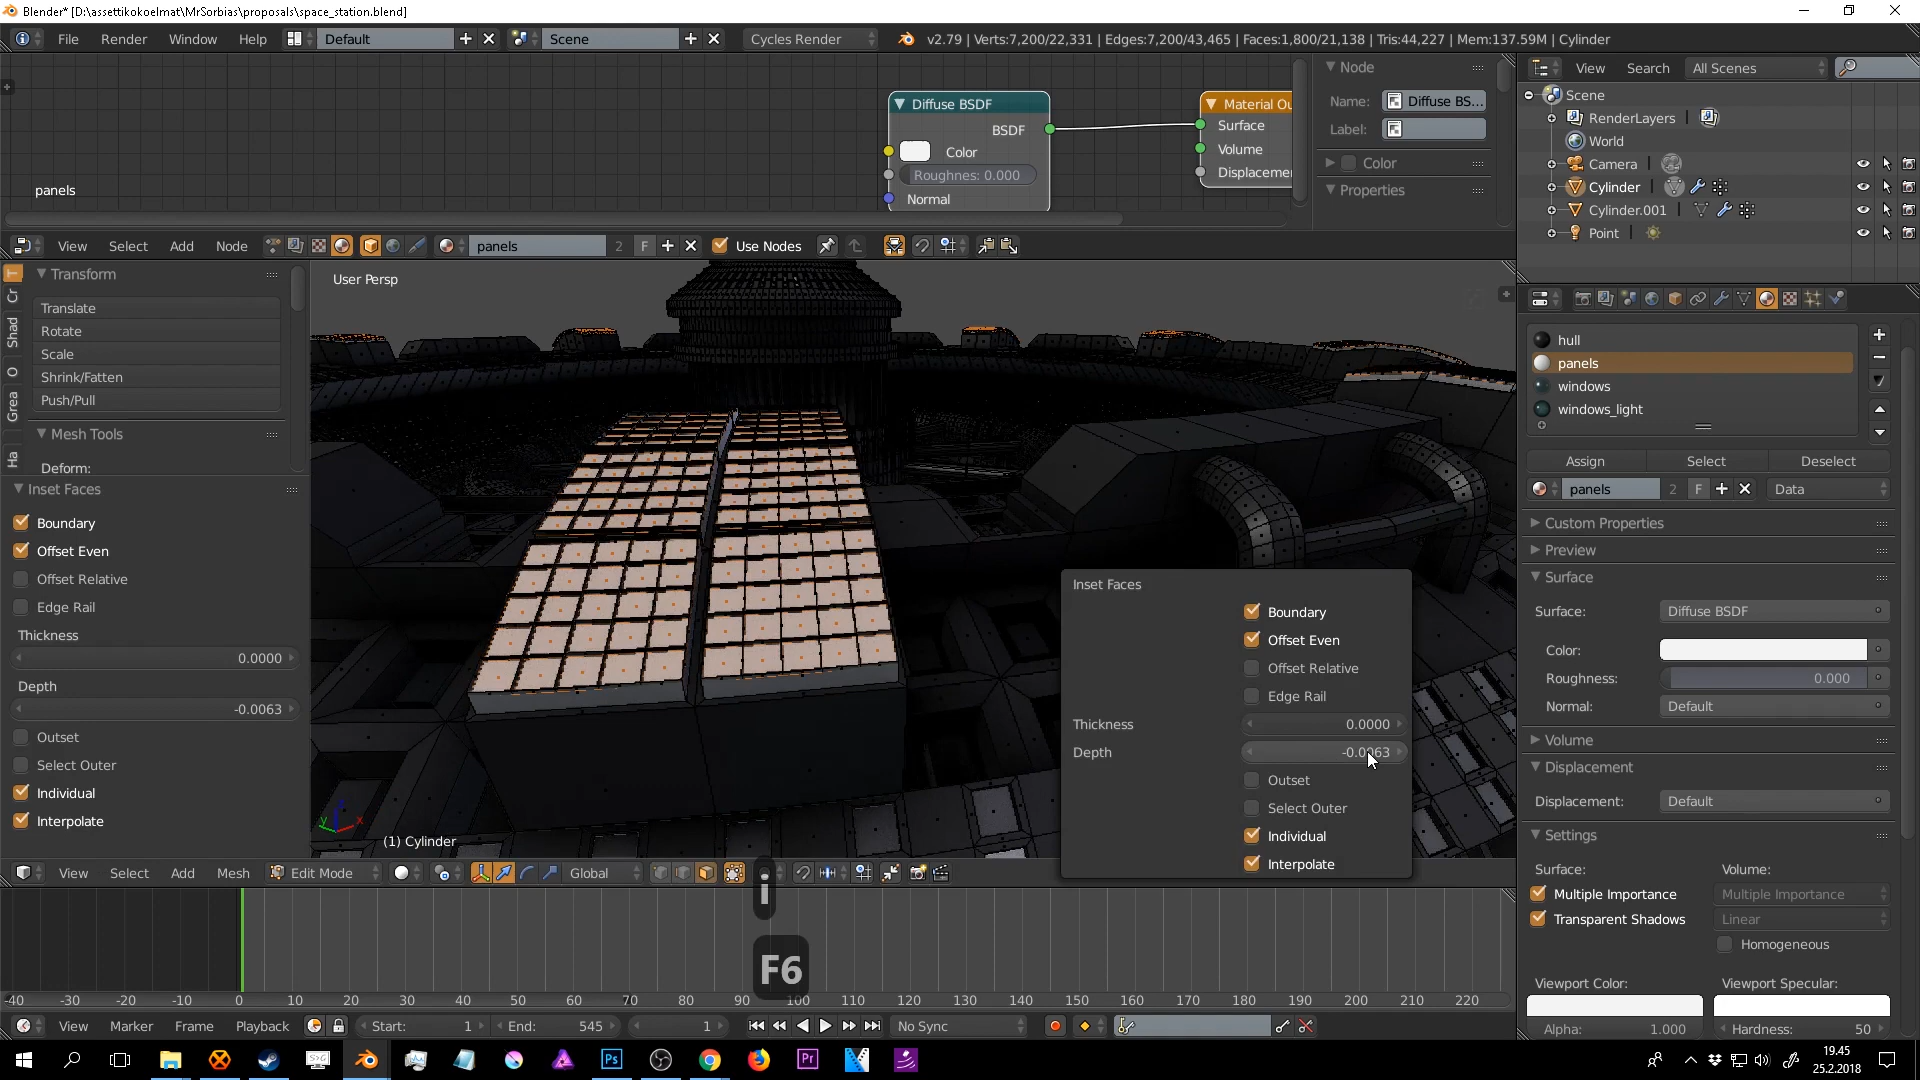 Blender* [D:\assettikokoelmat\MrSorbias\proposals\space_station.blend]
File Render Window Help Default Scene Cycles Render v2.79 | Verts:7,200/22,331 | Edges:7,200/43,465 | Faces:1,800/21,138 | Tris:44,227 | Mem:137.59M | Cylinder
View Search All Scenes
Diffuse BSDF
BSDF
Color
Roughnes: 0.000
Normal
Material Ou
Surface
Volume
Displacemen
panels
Node
Name: Diffuse BS...
Label:
Color
Properties
Scene
RenderLayers
World
Camera
Cylinder
Cylinder.001
Point
View Select Add Node panels 2 F Use Nodes
T
Cr
Shad
O
Grea
Ha
Transform
Translate
Rotate
Scale
Shrink/Fatten
Push/Pull
Mesh Tools
Deform:
Inset Faces
Boundary
Offset Even
Offset Relative
Edge Rail
Thickness
0.0000
Depth
-0.0063
Outset
Select Outer
Individual
Interpolate
User Persp
(1) Cylinder
Inset Faces
Boundary
Offset Even
Offset Relative
Edge Rail
Thickness 0.0000
Depth -0.0063
Outset
Select Outer
Individual
Interpolate
hull
panels
windows
windows_light
Assign Select Deselect
panels 2 F Data
Custom Properties
Preview
Surface
Surface: Diffuse BSDF
Color:
Roughness: 0.000
Normal: Default
Volume
Displacement
Displacement: Default
Settings
Surface: Volume:
Multiple Importance Multiple Importance
Transparent Shadows Linear
Homogeneous
Viewport Color: Viewport Specular:
Alpha: 1.000 Hardness: 50
View Select Add Mesh Edit Mode Global
i
F6
-40 -30 -20 -10 0 10 20 30 40 50 60 70 80 90 100 110 120 130 140 150 160 170 180 190 200 210 220
View Marker Frame Playback Start: 1 End: 545 1 No Sync
Ps
Pr
19.45
25.2.2018